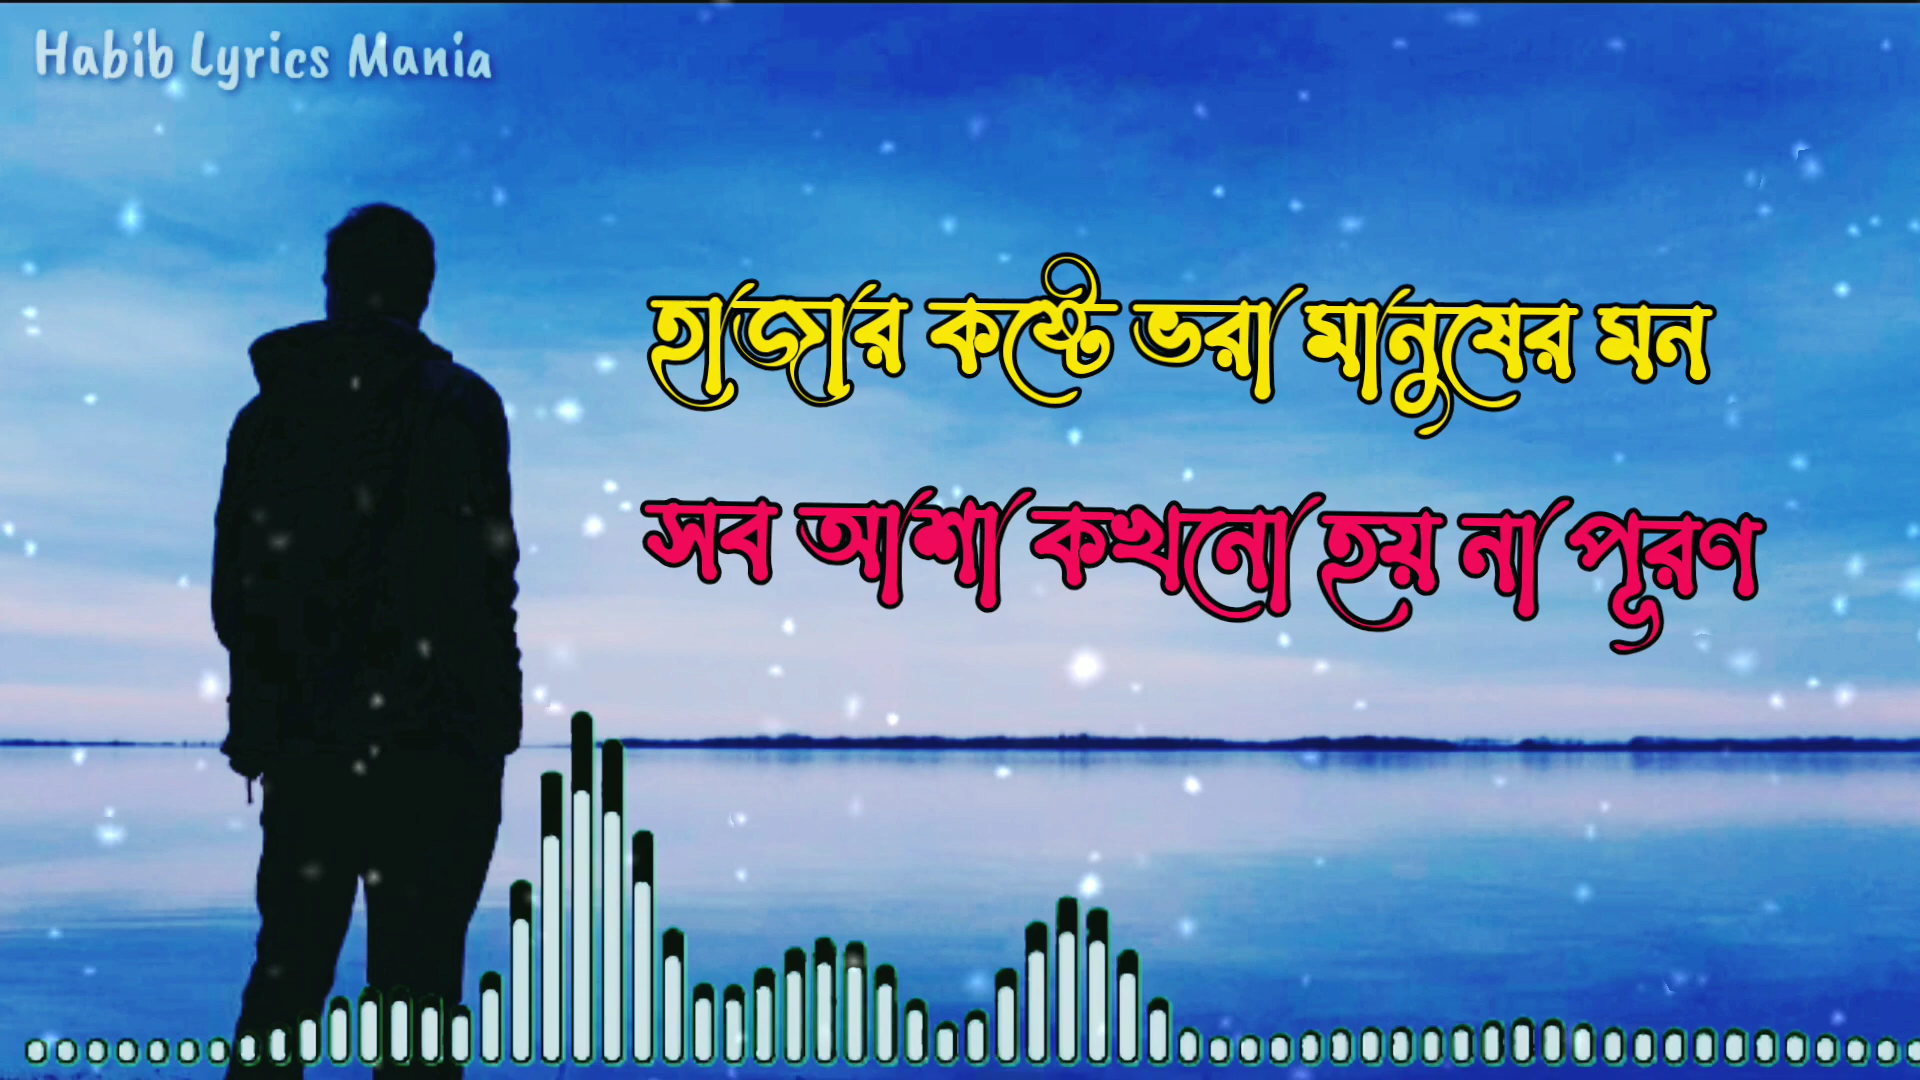 Habib Lyrics Mania
হাজার কষ্টে ভরা মানুষের মন
সব আশা কখনো হয় না পূরণ